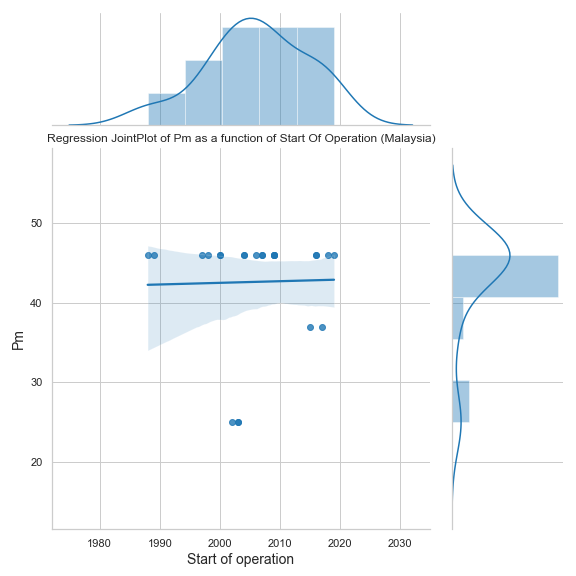 Regression JointPlot of Pm as a function of Start Of Operation (Malaysia)
50
40
30
20
Pm
1980 1990 2000 2010 2020 2030
Start of operation